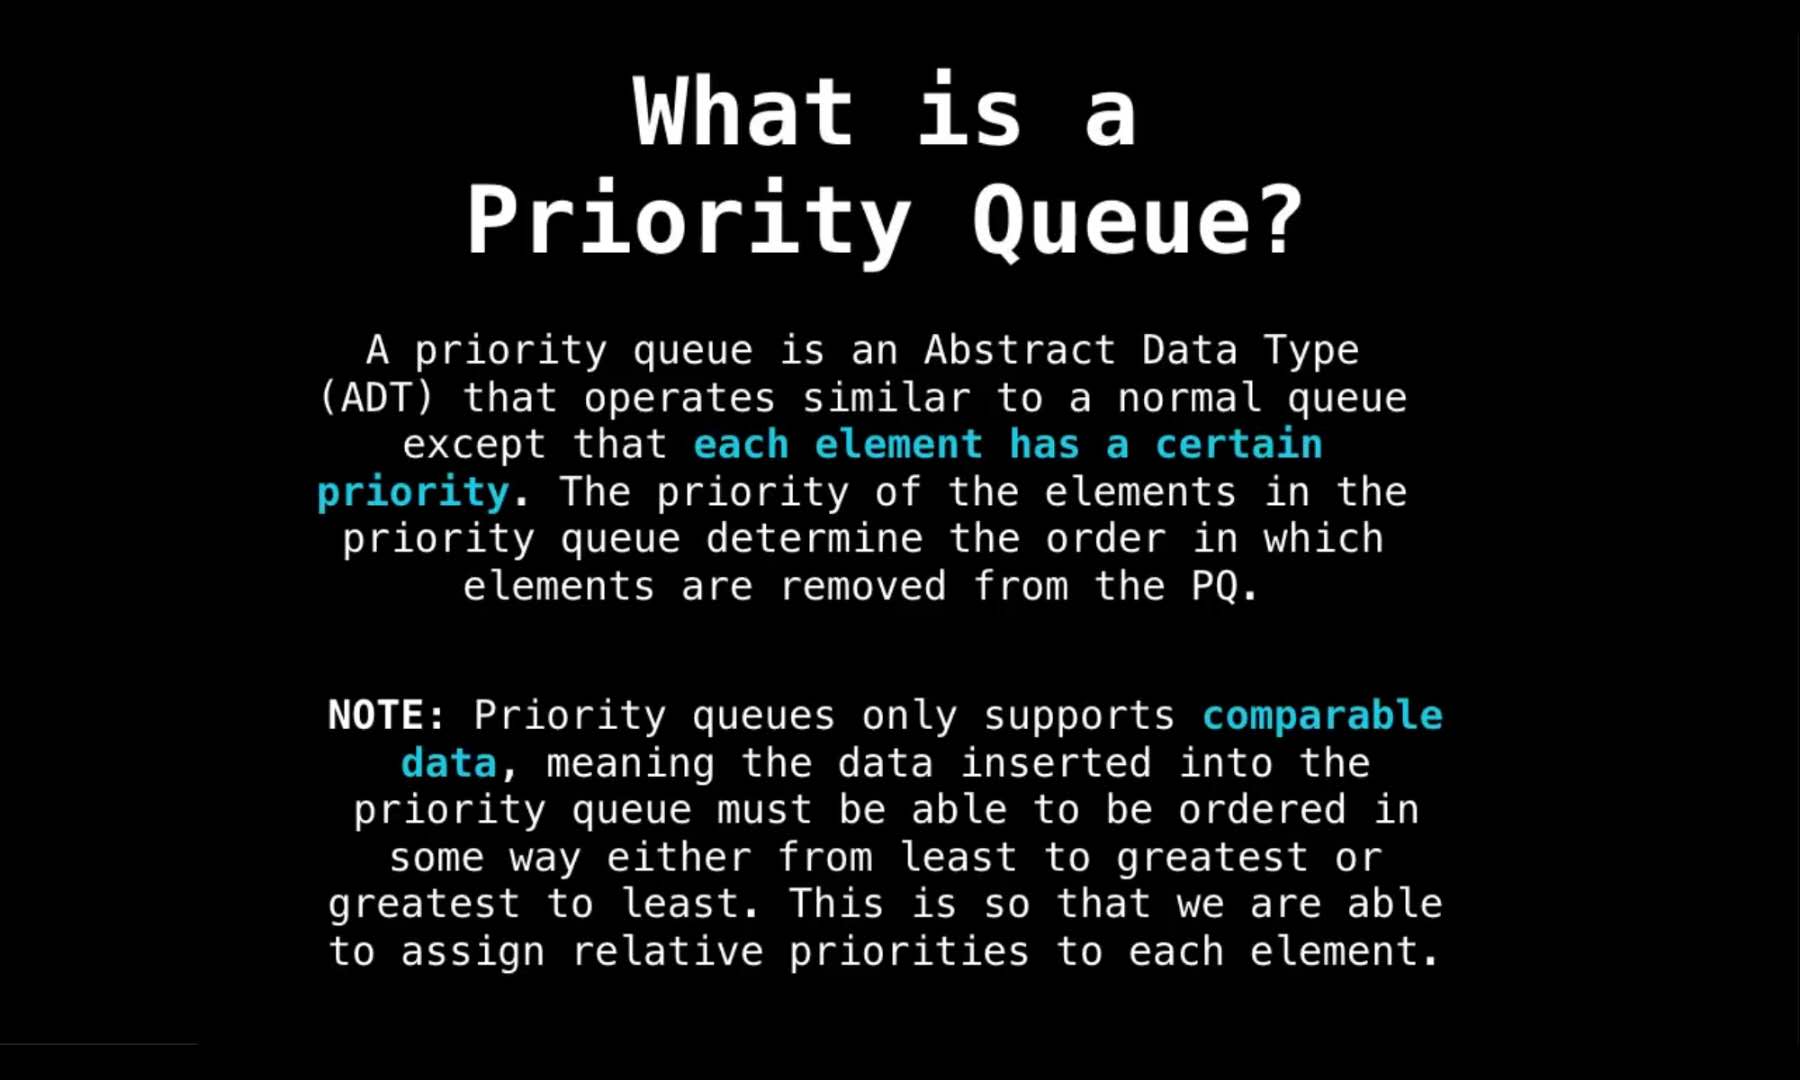 What is a
Priority Queue?
A priority queue is an Abstract Data Type
(ADT) that operates similar to a normal queue
except that each element has a certain
priority. The priority of the elements in the
priority queue determine the order in which
elements are removed from the PQ.
NOTE: Priority queues only supports comparable
data, meaning the data inserted into the
priority queue must be able to be ordered in
some way either from least to greatest or
greatest to least. This is so that we are able
to assign relative priorities to each element.